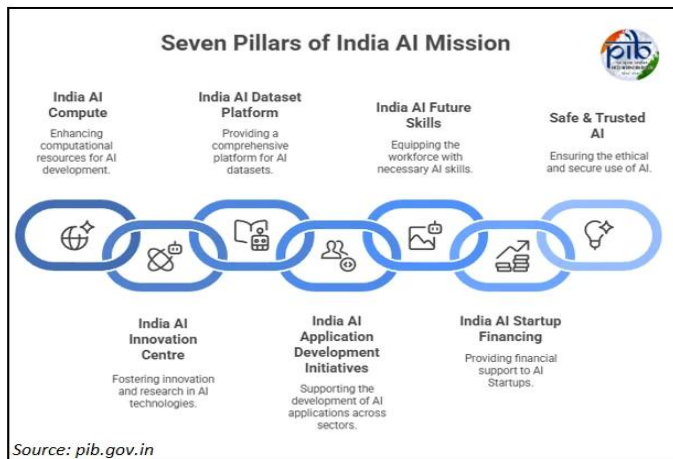 Seven Pillars of India AI Mission
pib
India AI
Compute
Enhancing
computational
resources for AI
development.
India AI Dataset
Platform
Providing a
comprehensive
platform for AI
datasets.
India AI Future
Skills
Equipping the
workforce with
necessary AI skills.
Safe & Trusted
AI
Ensuring the ethical
and secure use of AI.
India AI
Innovation
Centre
Fostering innovation
and research in AI
technologies.
India AI
Application
Development
Initiatives
Supporting the
development of AI
applications across
sectors.
India AI Startup
Financing
Providing financial
support to AI
Startups.
Source: pib.gov.in